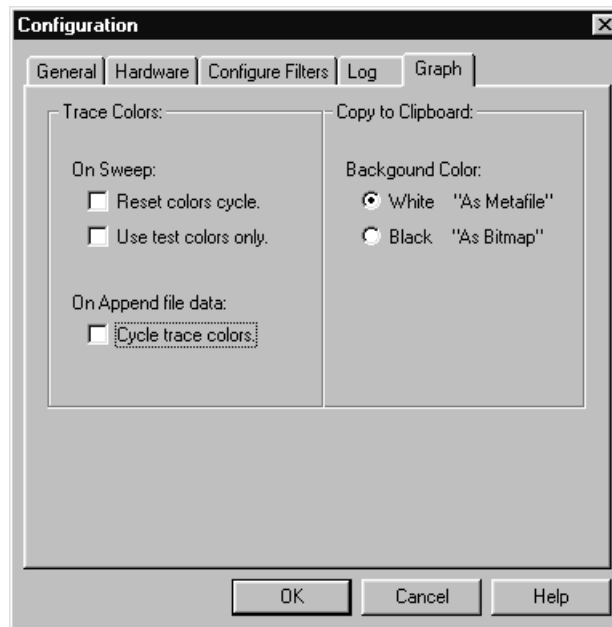 Configuration
General Hardware Configure Filters Log Graph
Trace Colors:
On Sweep:
Reset colors cycle.
Use test colors only.
On Append file data:
Cycle trace colors.
Copy to Clipboard:
Backgound Color:
White "As Metafile"
Black "As Bitmap"
OK Cancel Help